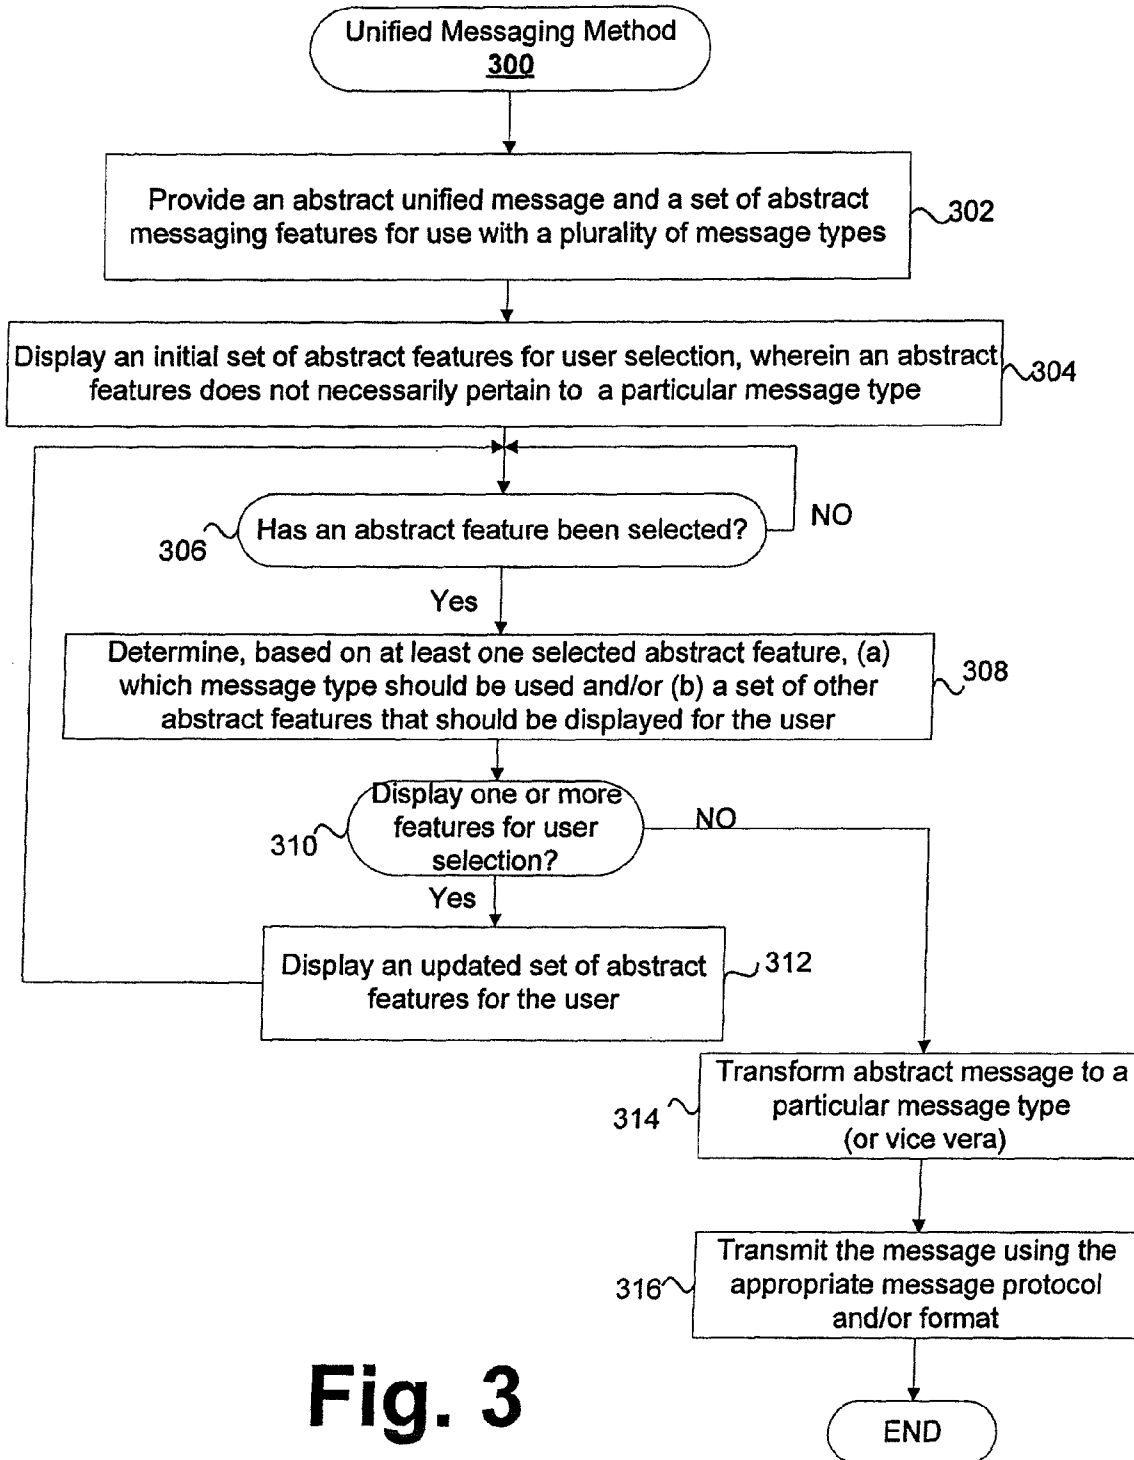 Unified Messaging Method
300
Provide an abstract unified message and a set of abstract
messaging features for use with a plurality of message types
302
Display an initial set of abstract features for user selection, wherein an abstract
features does not necessarily pertain to a particular message type
304
Has an abstract feature been selected?
306
NO
Yes
Determine, based on at least one selected abstract feature, (a)
which message type should be used and/or (b) a set of other
abstract features that should be displayed for the user
308
Display one or more
features for user
selection?
310
NO
Yes
Display an updated set of abstract
features for the user
312
Transform abstract message to a
particular message type
(or vice vera)
314
Transmit the message using the
appropriate message protocol
and/or format
316
END
Fig. 3